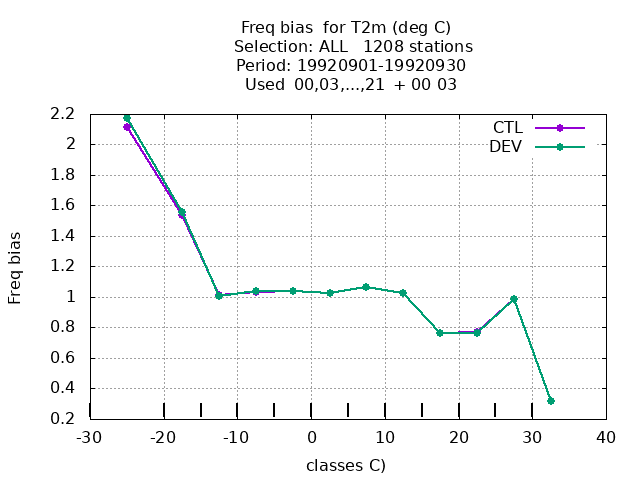 Freq bias  for T2m (deg C)
Selection: ALL   1208 stations
Period: 19920901-19920930
Used  00,03,...,21  + 00 03
CTL
DEV
2.2
2
1.8
1.6
1.4
1.2
1
0.8
0.6
0.4
0.2
Freq bias
-30
-20
-10
0
10
20
30
40
classes C)